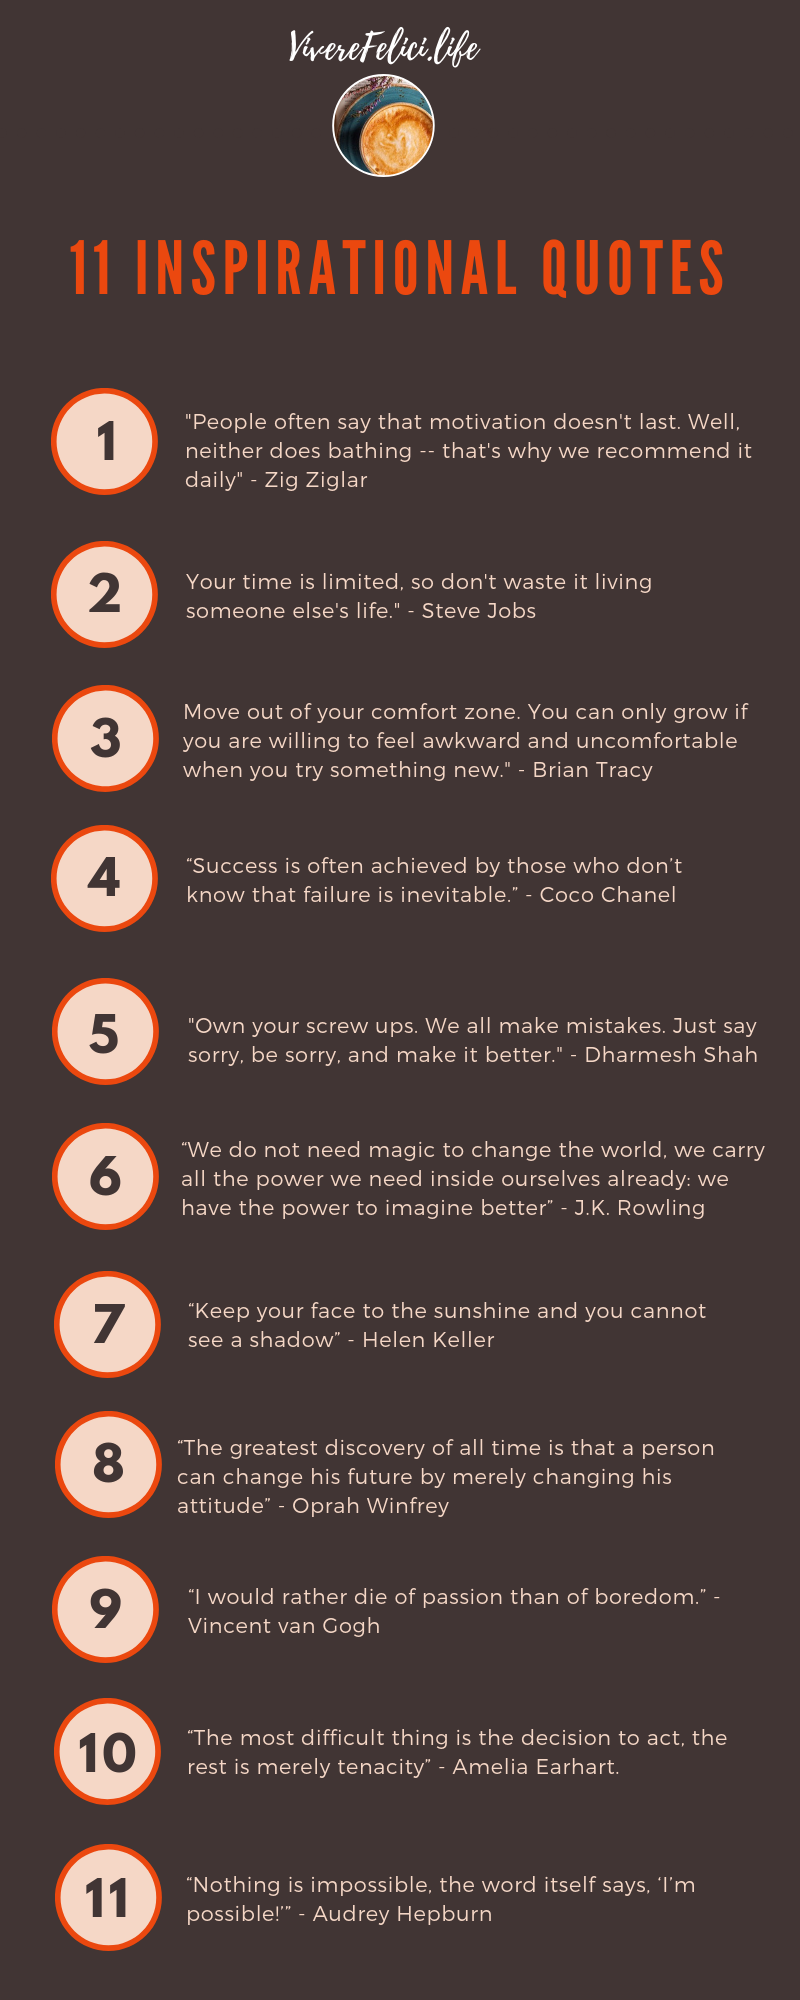 VivereFelici.life
11 INSPIRATIONAL QUOTES
1
"People often say that motivation doesn't last. Well,
neither does bathing -- that's why we recommend it
daily" - Zig Ziglar
2
Your time is limited, so don't waste it living
someone else's life." - Steve Jobs
3
Move out of your comfort zone. You can only grow if
you are willing to feel awkward and uncomfortable
when you try something new." - Brian Tracy
4
“Success is often achieved by those who don’t
know that failure is inevitable.” - Coco Chanel
5
"Own your screw ups. We all make mistakes. Just say
sorry, be sorry, and make it better." - Dharmesh Shah
6
“We do not need magic to change the world, we carry
all the power we need inside ourselves already: we
have the power to imagine better” - J.K. Rowling
7
“Keep your face to the sunshine and you cannot
see a shadow” - Helen Keller
8
“The greatest discovery of all time is that a person
can change his future by merely changing his
attitude” - Oprah Winfrey
9
“I would rather die of passion than of boredom.” -
Vincent van Gogh
10
“The most difficult thing is the decision to act, the
rest is merely tenacity” - Amelia Earhart.
11
“Nothing is impossible, the word itself says, ‘I’m
possible!’” - Audrey Hepburn